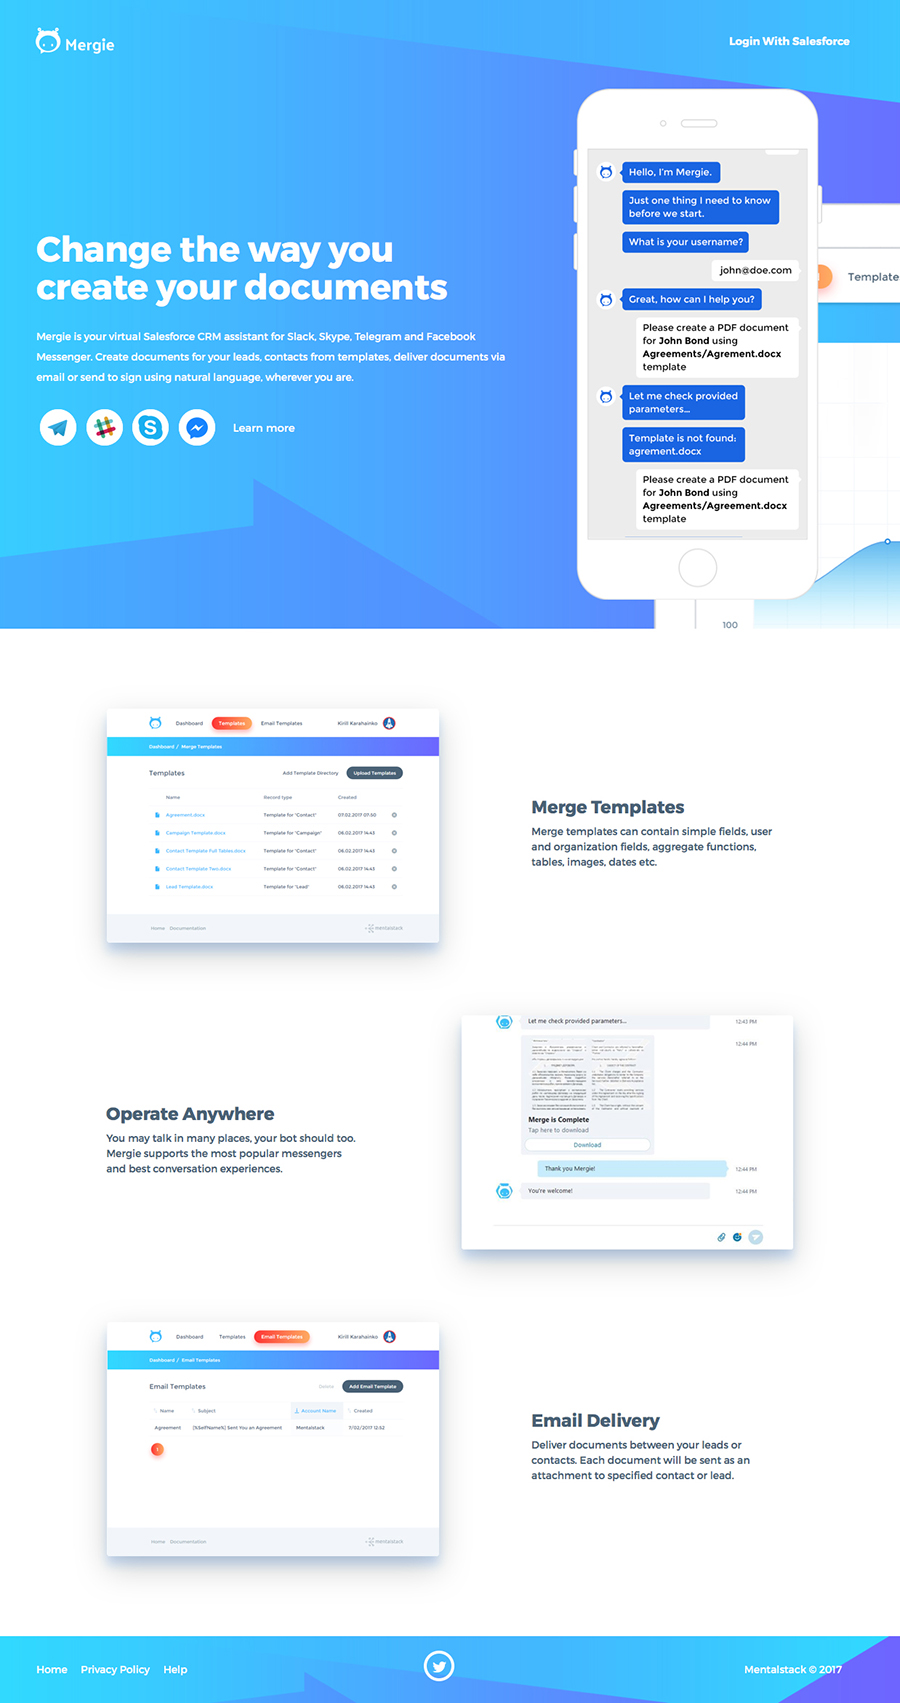 Mergie
Login With Salesforce
Change the way you
create your documents
Mergie is your virtual Salesforce CRM assistant for Slack, Skype, Telegram and Facebook
Messenger. Create documents for your leads, contacts from templates, deliver documents via
email or send to sign using natural language, wherever you are.
Learn more
Hello, I'm Mergie.
Just one thing I need to know
before we start.
What is your username?
john@doe.com
Great, how can I help you?
Please create a PDF document
for John Bond using
Agreements/Agrement.docx
template
Let me check provided
parameters...
Template is not found:
agrement.docx
Please create a PDF document
for John Bond using
Agreements/Agreement.docx
template
Template
100
Dashboard Templates Email Templates Kirill Karahainko
Dashboard / Merge Templates
Templates Add Template Directory Upload Templates
Name Record type Created
Agreement.docx Template for "Contact" 07.02.2017 07:50
Campaign Template.docx Template for "Campaign" 06.02.2017 14:43
Contact Template Full Tables.docx Template for "Contact" 06.02.2017 14:43
Contact Template Two.docx Template for "Contact" 06.02.2017 14:43
Lead Template.docx Template for "Lead" 06.02.2017 14:43
Home Documentation mentalstack
Merge Templates
Merge templates can contain simple fields, user
and organization fields, aggregate functions,
tables, images, dates etc.
Operate Anywhere
You may talk in many places, your bot should too.
Mergie supports the most popular messengers
and best conversation experiences.
Let me check provided parameters... 12:43 PM
12:44 PM
Merge is Complete
Tap here to download
Download
Thank you Mergie! 12:44 PM
You're welcome! 12:44 PM
Dashboard Templates Email Templates Kirill Karahainko
Dashboard / Email Templates
Email Templates Delete Add Email Template
Name Subject Account Name Created
Agreement [%SelfName%] Sent You an Agreement Mentalstack 7/02/2017 12:52
1
Home Documentation mentalstack
Email Delivery
Deliver documents between your leads or
contacts. Each document will be sent as an
attachment to specified contact or lead.
Home Privacy Policy Help
Mentalstack © 2017